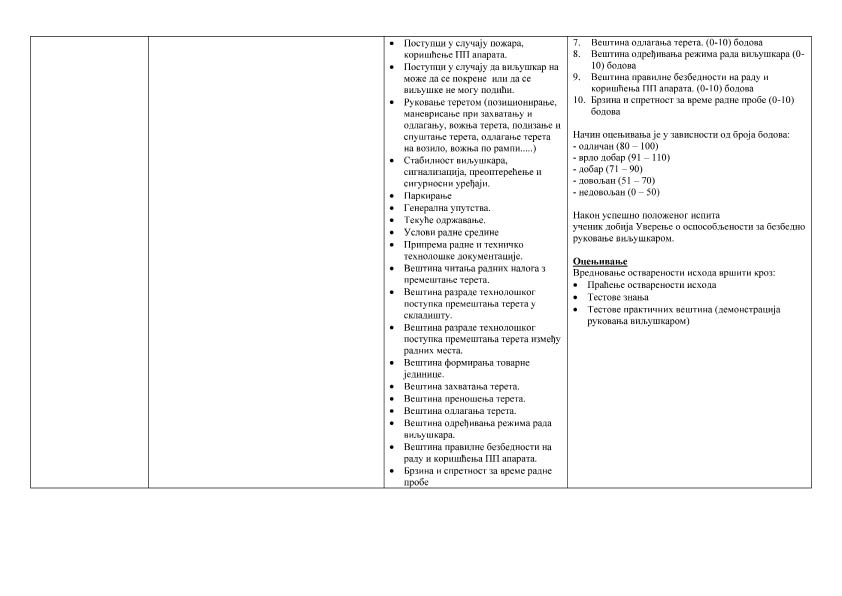 • Поступци у случају пожара,
коришћење ПП апарата.
• Поступци у случају да виљушкар на
може да се покрене или да се
виљушке не могу подићи.
• Руковање теретом (позиционирање,
маневрисање при захватању и
одлагању, вожња терета, подизање и
спуштање терета, одлагање терета
на возило, вожња по рампи.....)
• Стабилност виљушкара,
сигнализација, преоптерећење и
сигурносни уређаји.
• Паркирање
• Генерална упутства.
• Текуће одржавање.
• Услови радне средине
• Припрема радне и техничко
технолошке документације.
• Вештина читања радних налога з
премештање терета.
• Вештина разраде технолошког
поступка премештања терета у
складишту.
• Вештина разраде технолошког
поступка премештања терета између
радних места.
• Вештина формирања товарне
јединице.
• Вештина захватања терета.
• Вештина преношења терета.
• Вештина одлагања терета.
• Вештина одређивања режима рада
виљушкара.
• Вештина правилне безбедности на
раду и коришћења ПП апарата.
• Брзина и спретност за време радне
пробе
7. Вештина одлагања терета. (0-10) бодова
8. Вештина одређивања режима рада виљушкара (0-
10) бодова
9. Вештина правилне безбедности на раду и
коришћења ПП апарата. (0-10) бодова
10. Брзина и спретност за време радне пробе (0-10)
бодова
Начин оцењивања је у зависности од броја бодова:
- одличан (80 – 100)
- врло добар (91 – 110)
- добар (71 – 90)
- довољан (51 – 70)
- недовољан (0 – 50)
Након успешно положеног испита
ученик добија Уверење о оспособљености за безбедно
руковање виљушкаром.
Оцењивање
Вредновање остварености исхода вршити кроз:
• Праћење остварености исхода
• Тестове знања
• Тестове практичних вештина (демонстрација
руковања виљушкаром)